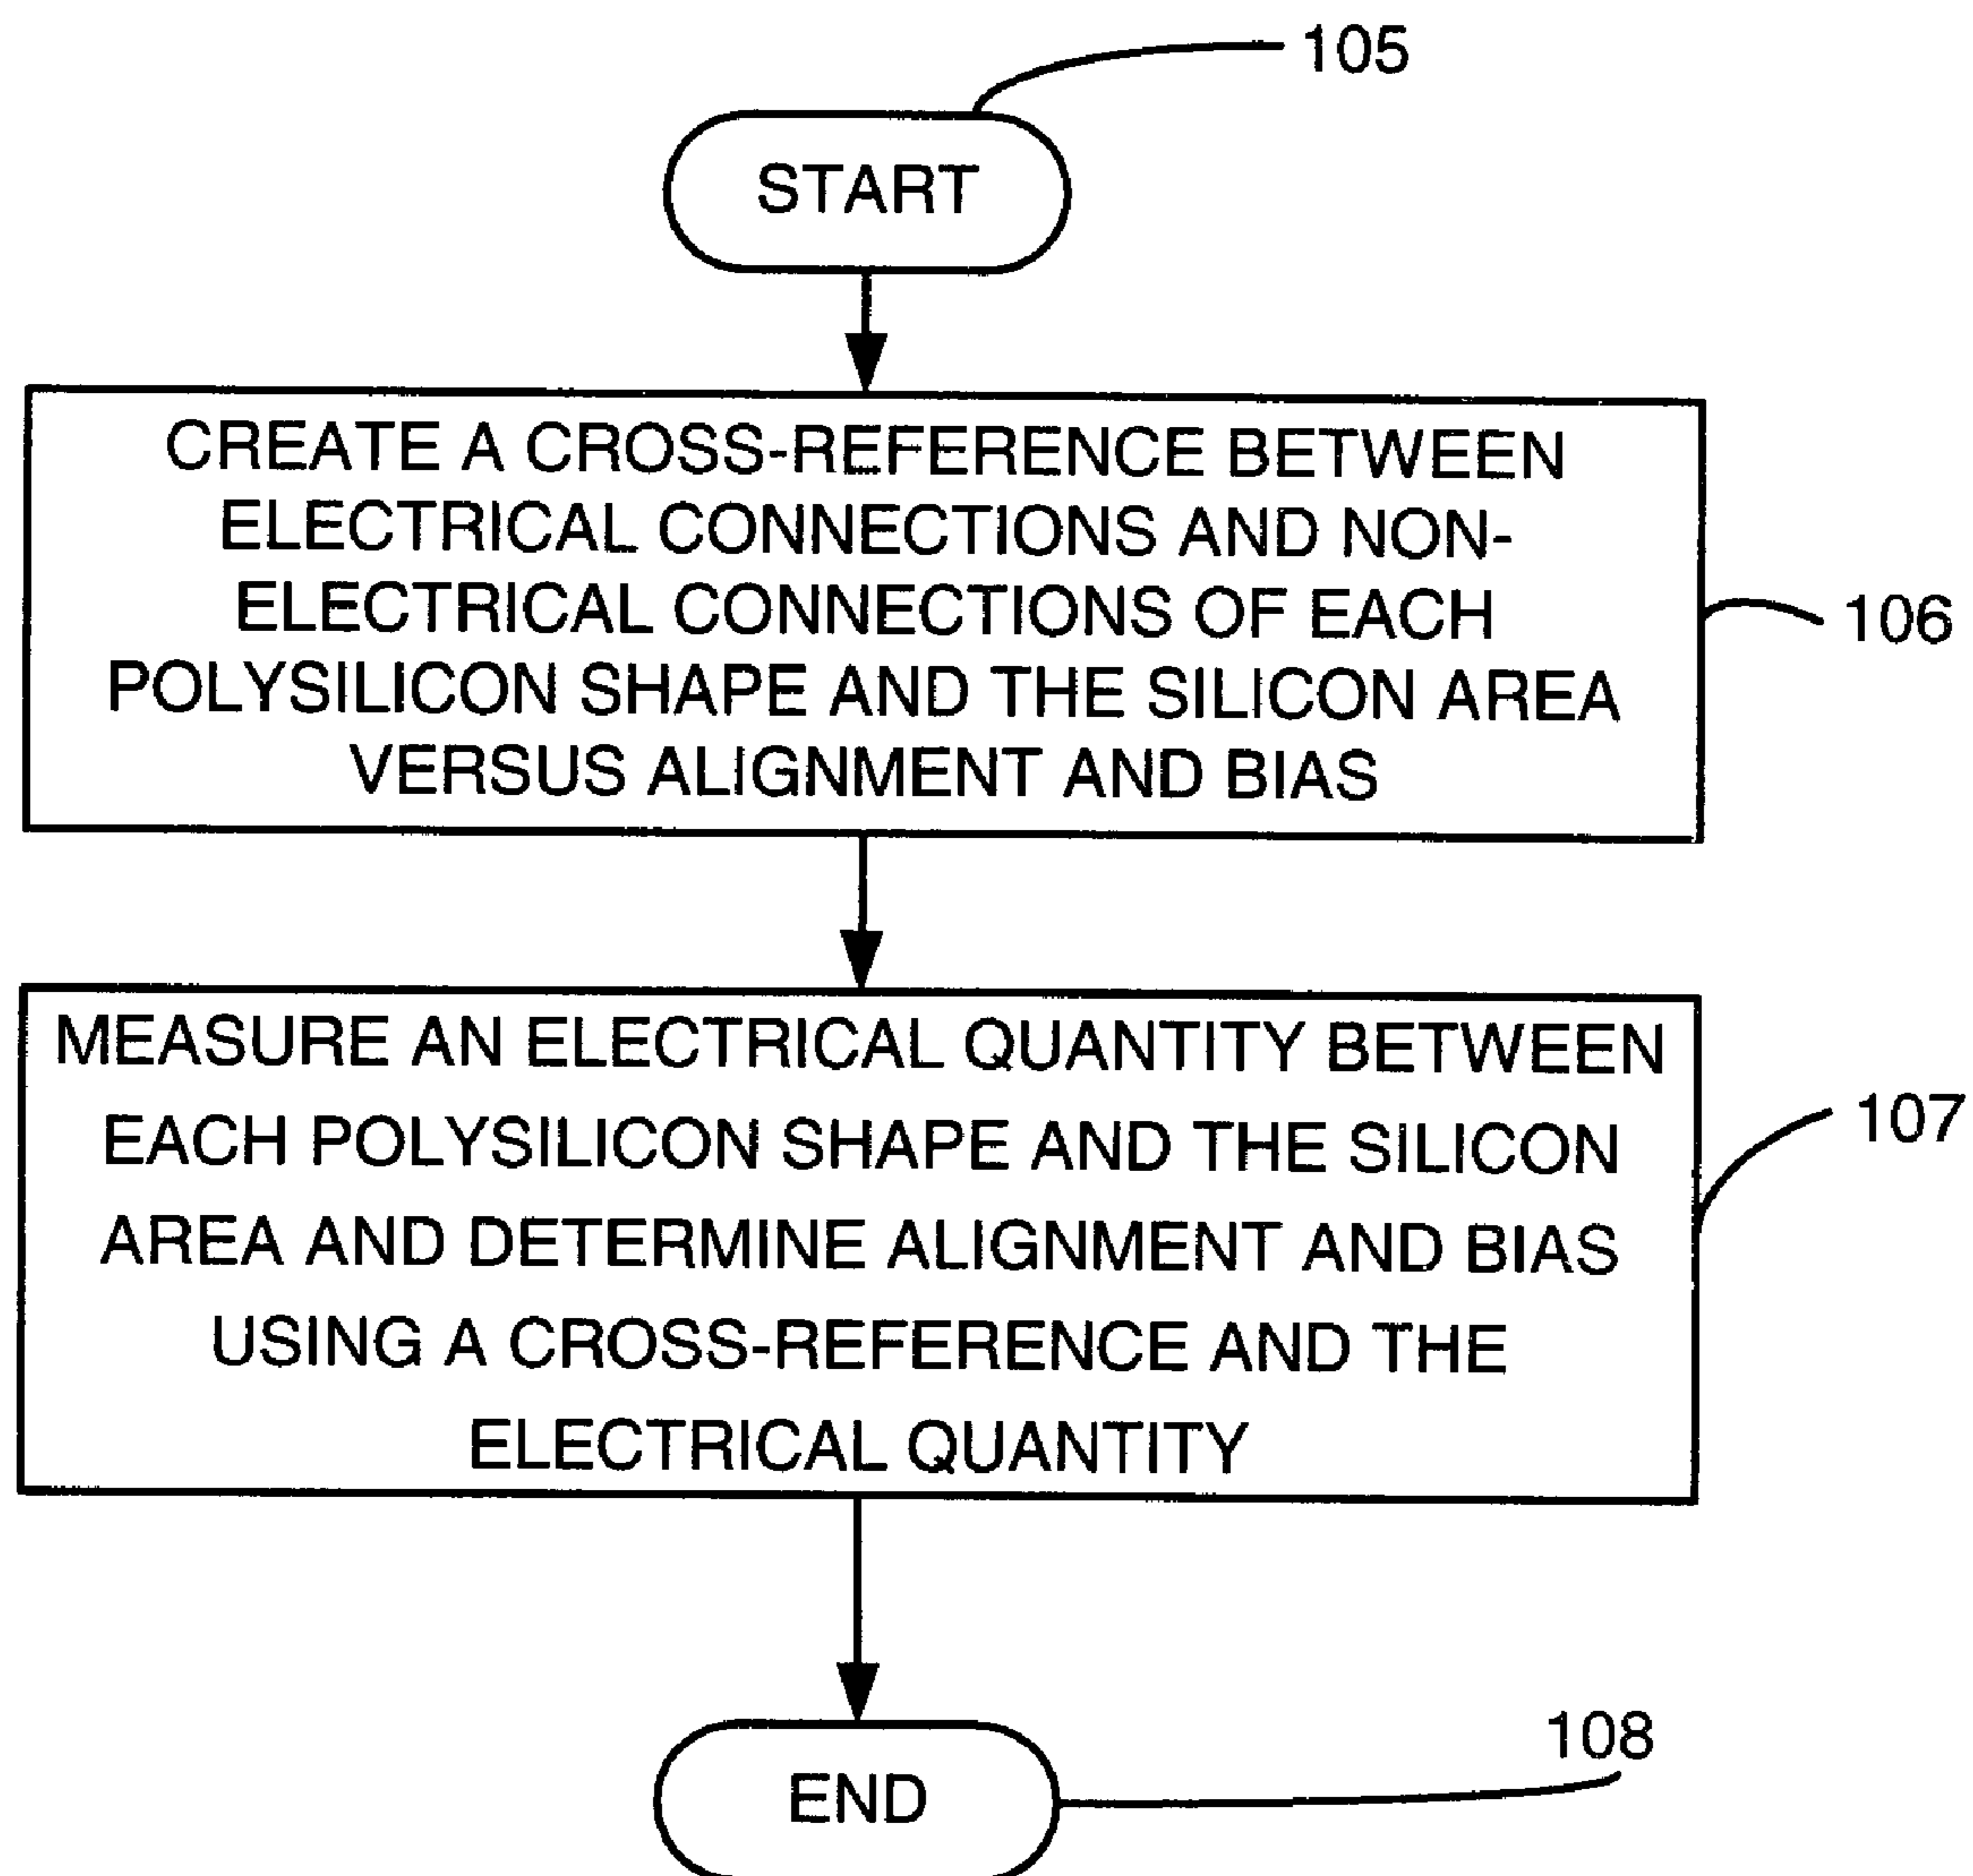 105
START
CREATE A CROSS-REFERENCE BETWEEN
ELECTRICAL CONNECTIONS AND NON-
ELECTRICAL CONNECTIONS OF EACH
POLYSILICON SHAPE AND THE SILICON AREA
VERSUS ALIGNMENT AND BIAS
106
MEASURE AN ELECTRICAL QUANTITY BETWEEN
EACH POLYSILICON SHAPE AND THE SILICON
AREA AND DETERMINE ALIGNMENT AND BIAS
USING A CROSS-REFERENCE AND THE
ELECTRICAL QUANTITY
107
108
END